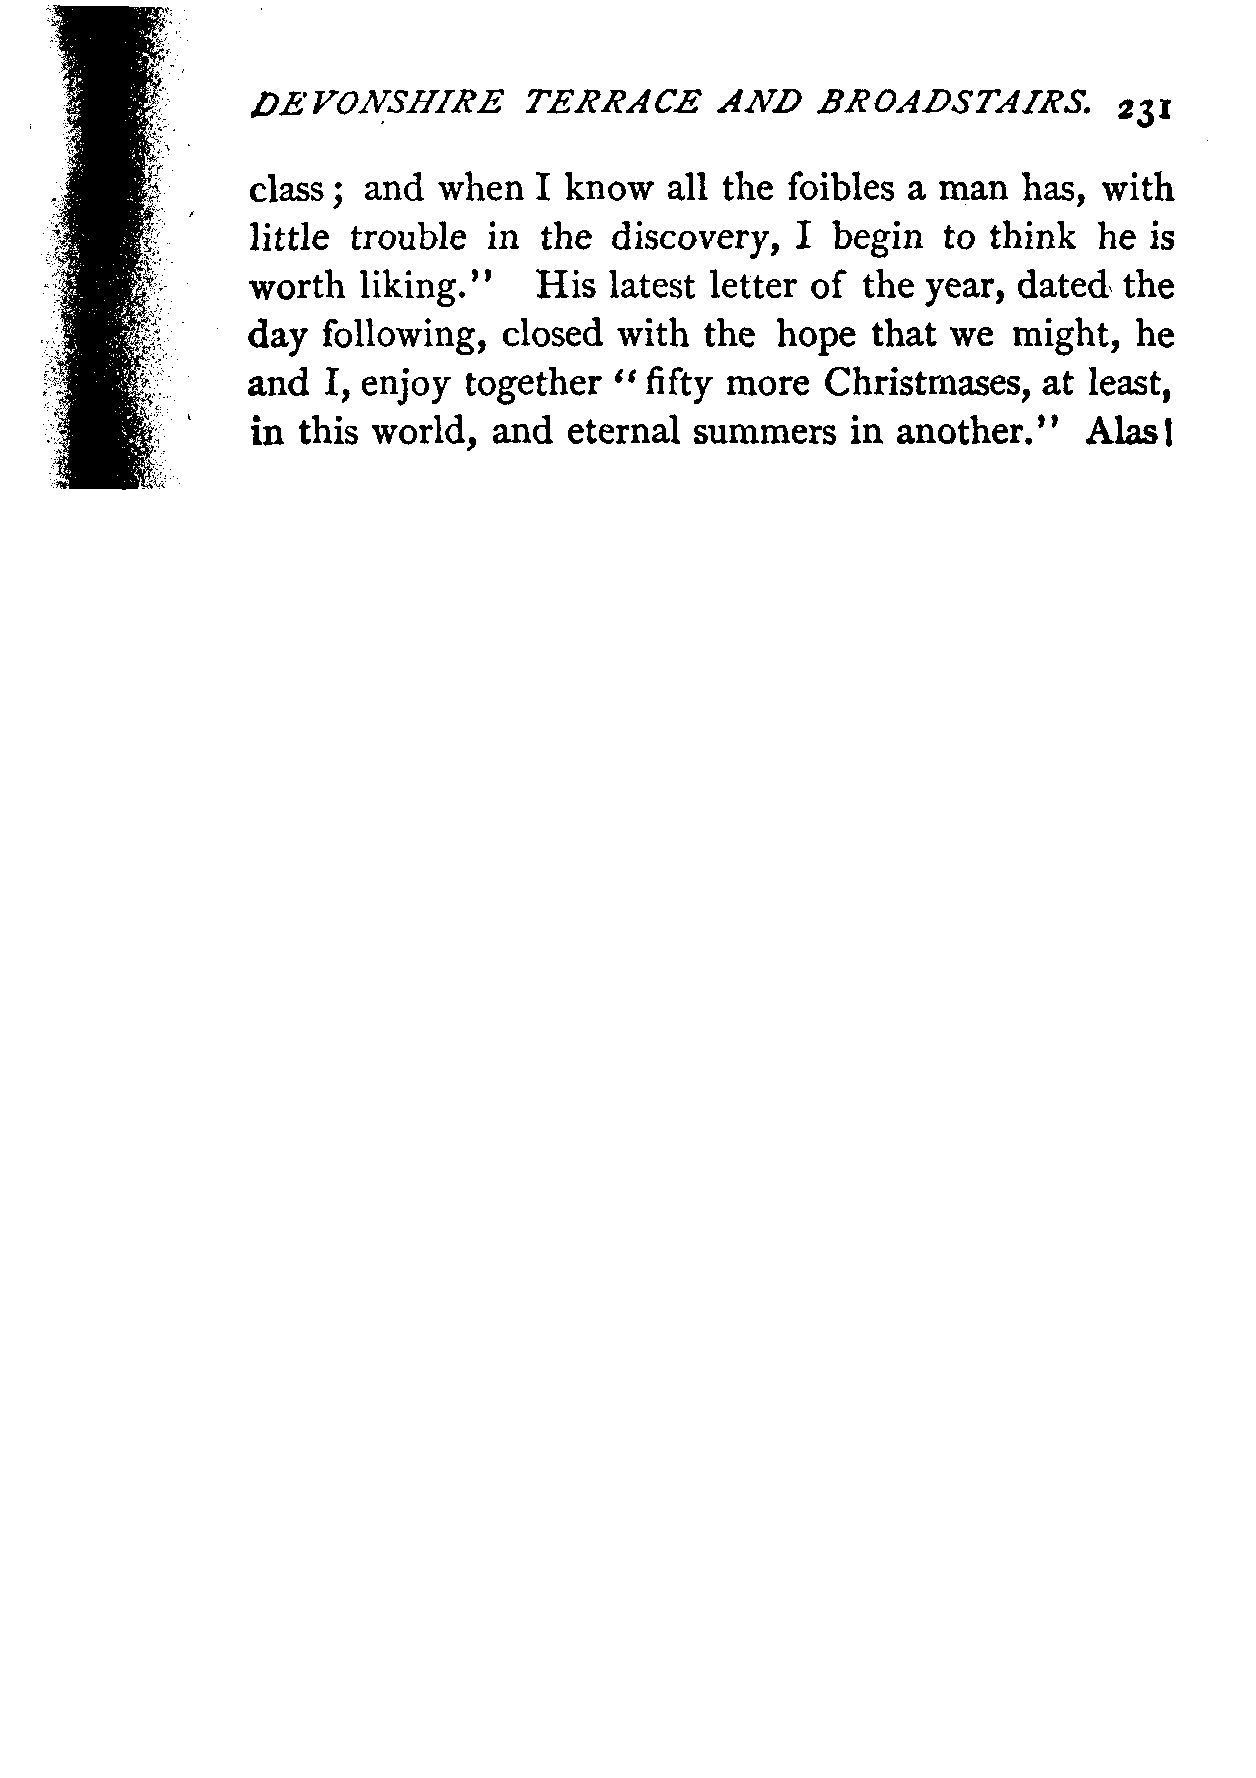 DEVONSHIRE TERRACE AND BROADSTAIRS. 231
class; and when I know all the foibles a man has, with
little trouble in the discovery, I begin to think he is
worth liking." His latest letter of the year, dated the
day following, closed with the hope that we might, he
and I, enjoy together "fifty more Christmases, at least,
in this world, and eternal summers in another." Alas!